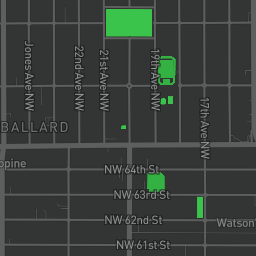 Jones Ave NW
22nd Ave NW
21st Ave NW
19th Ave NW
17th Ave NW
BALLARD
opine
NW 64th St
NW 63rd St
NW 62nd St
Watson
NW 61st St